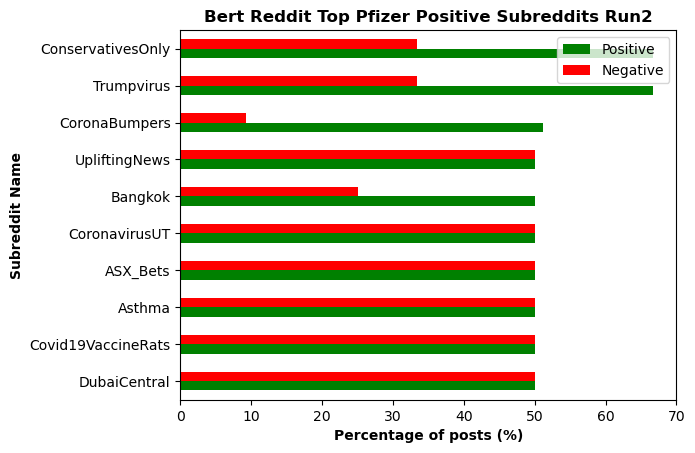 Bert Reddit Top Pfizer Positive Subreddits Run2
ConservativesOnly
Trumpvirus
CoronaBumpers
UpliftingNews
Bangkok
CoronavirusUT
ASX_Bets
Asthma
Covid19VaccineRats
DubaiCentral
Subreddit Name
Positive
Negative
0 10 20 30 40 50 60 70
Percentage of posts (%)